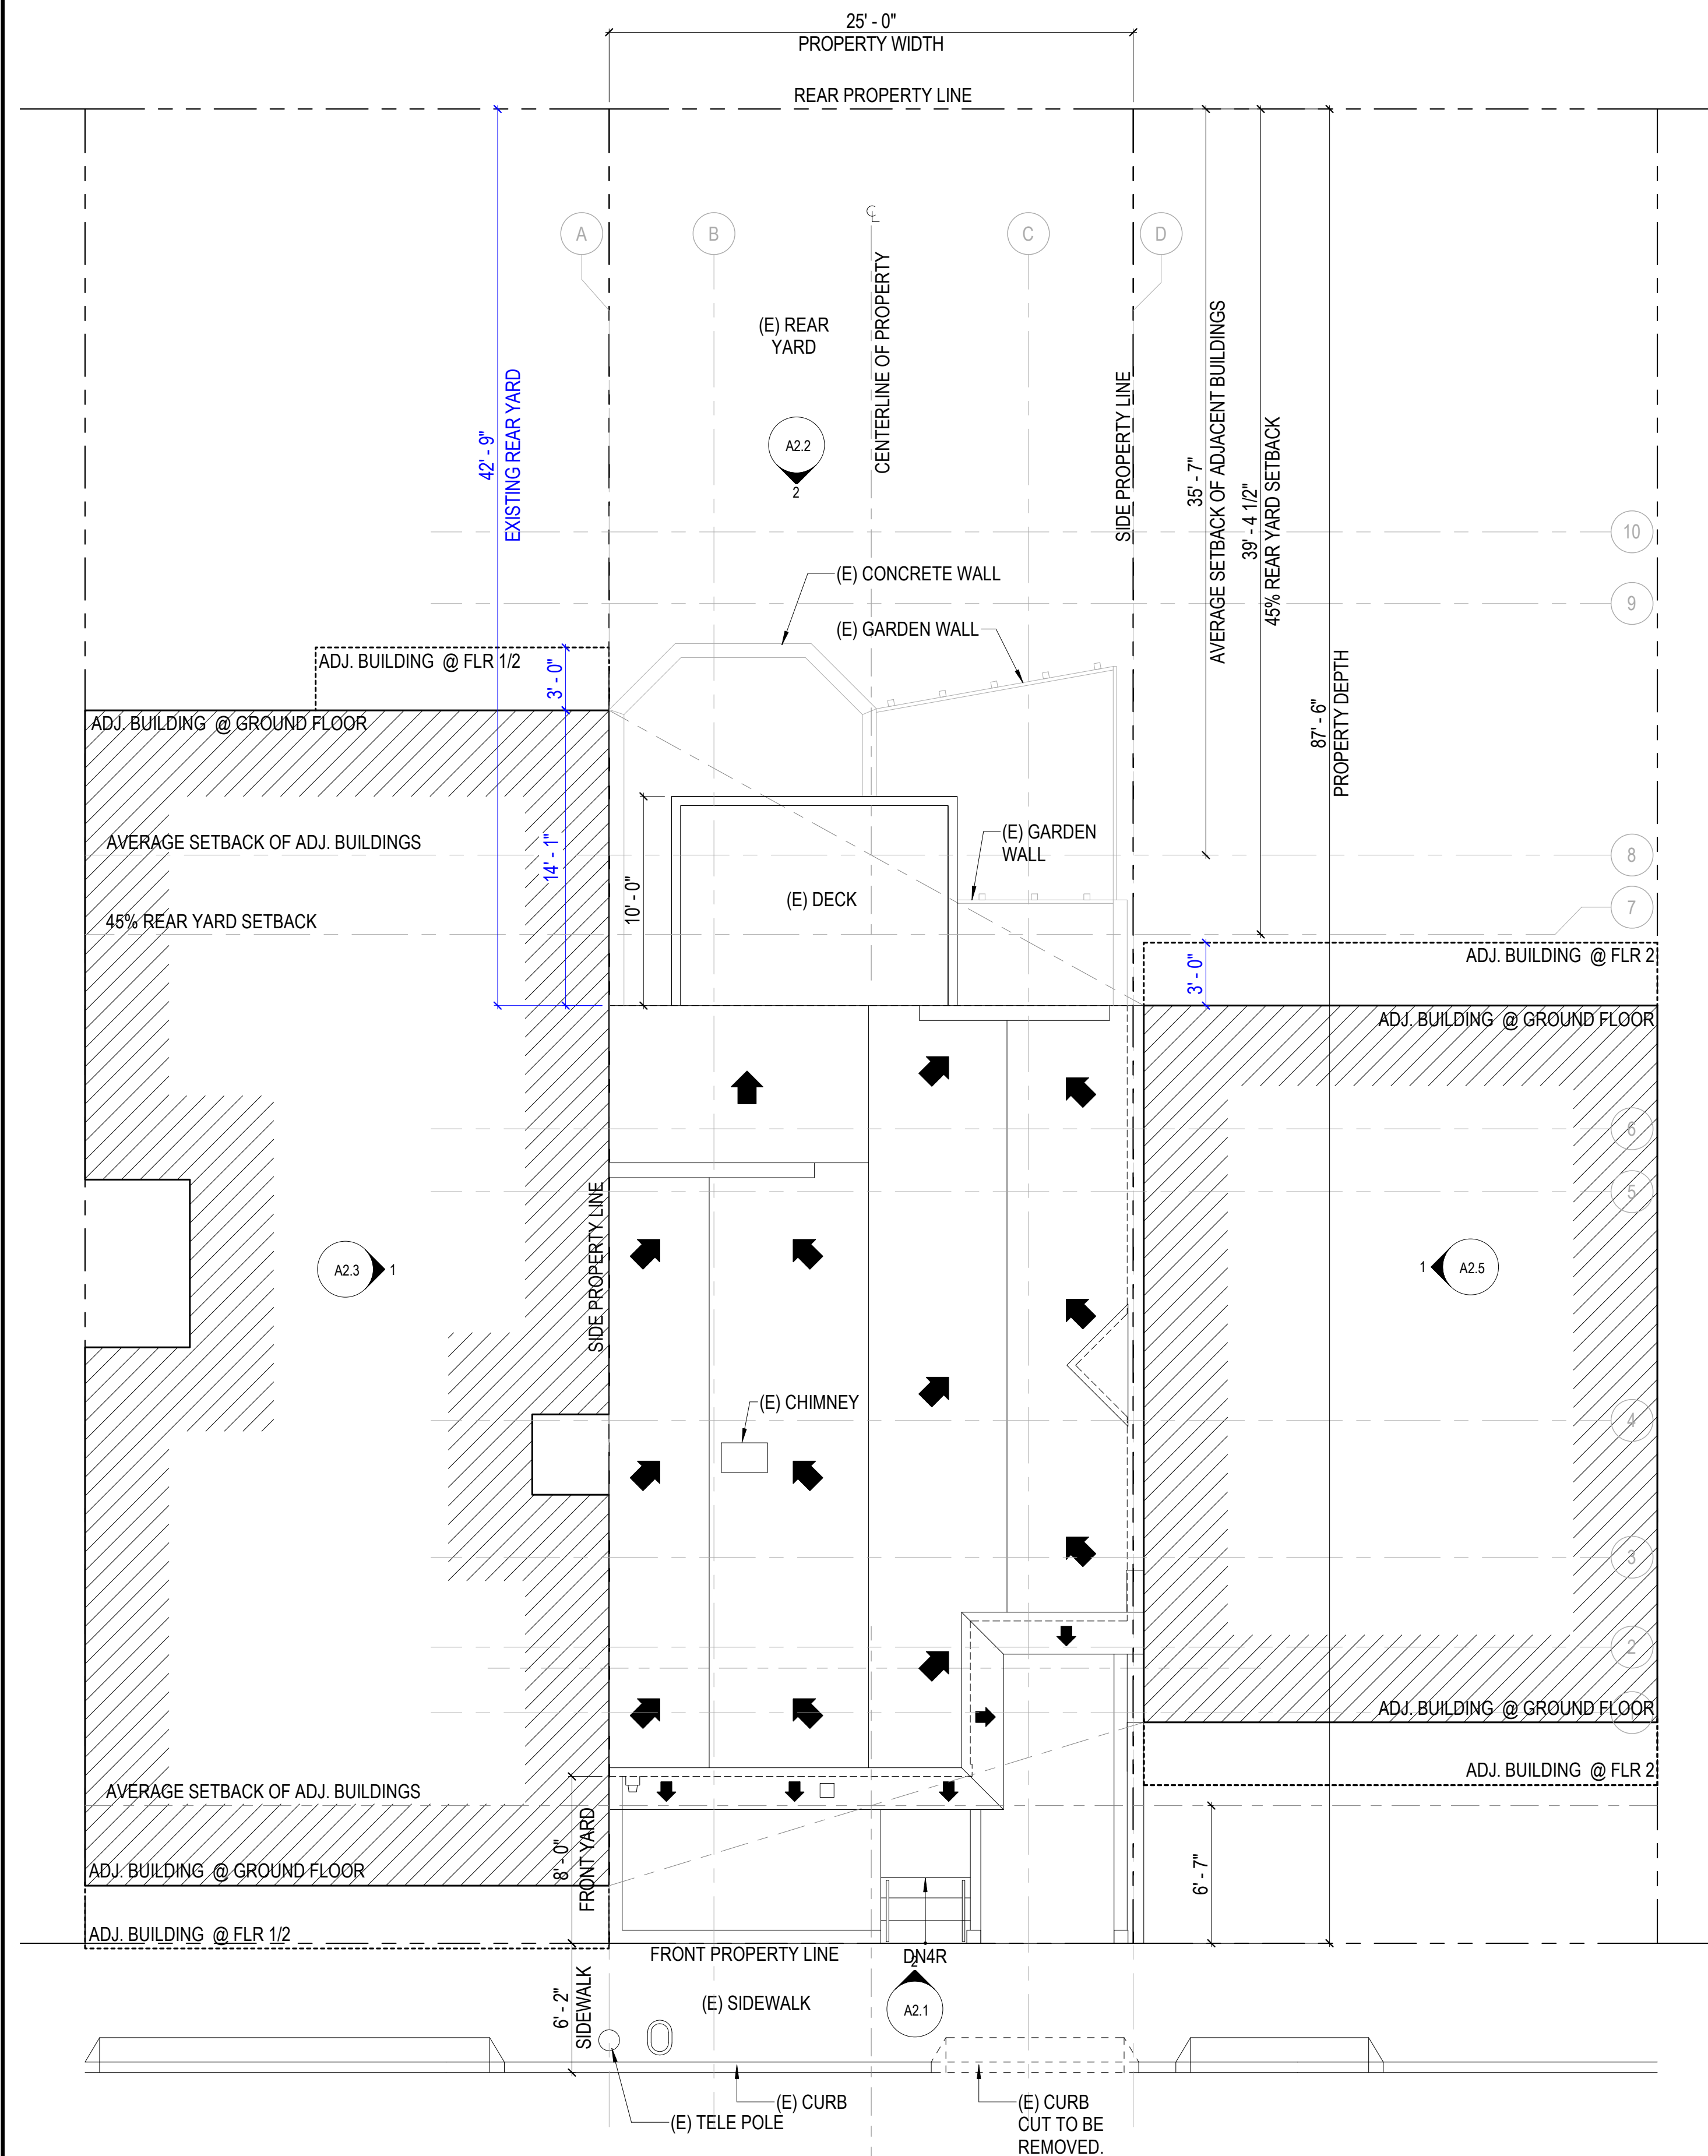 25' - 0"
PROPERTY WIDTH
REAR PROPERTY LINE
A
B
℄
C
D
(E) REAR
YARD
CENTERLINE OF PROPERTY
SIDE PROPERTY LINE
42' - 9"
EXISTING REAR YARD
A2.2
2
35' - 7"
AVERAGE SETBACK OF ADJACENT BUILDINGS
39' - 4 1/2"
45% REAR YARD SETBACK
87' - 6"
PROPERTY DEPTH
10
9
(E) CONCRETE WALL
(E) GARDEN WALL
ADJ. BUILDING @ FLR 1/2
3' - 0"
ADJ. BUILDING @ GROUND FLOOR
AVERAGE SETBACK OF ADJ. BUILDINGS
14' - 1"
(E) GARDEN
WALL
8
10' - 0"
(E) DECK
7
45% REAR YARD SETBACK
3' - 0"
ADJ. BUILDING @ FLR 2
ADJ. BUILDING @ GROUND FLOOR
6
5
SIDE PROPERTY LINE
A2.3
1
1
A2.5
(E) CHIMNEY
4
3
2
ADJ. BUILDING @ GROUND FLOOR
ADJ. BUILDING @ FLR 2
AVERAGE SETBACK OF ADJ. BUILDINGS
8' - 0"
FRONT YARD
6' - 7"
ADJ. BUILDING @ GROUND FLOOR
ADJ. BUILDING @ FLR 1/2
FRONT PROPERTY LINE
DN4R
2
A2.1
6' - 2"
SIDEWALK
(E) SIDEWALK
(E) CURB
(E) TELE POLE
(E) CURB
CUT TO BE
REMOVED.